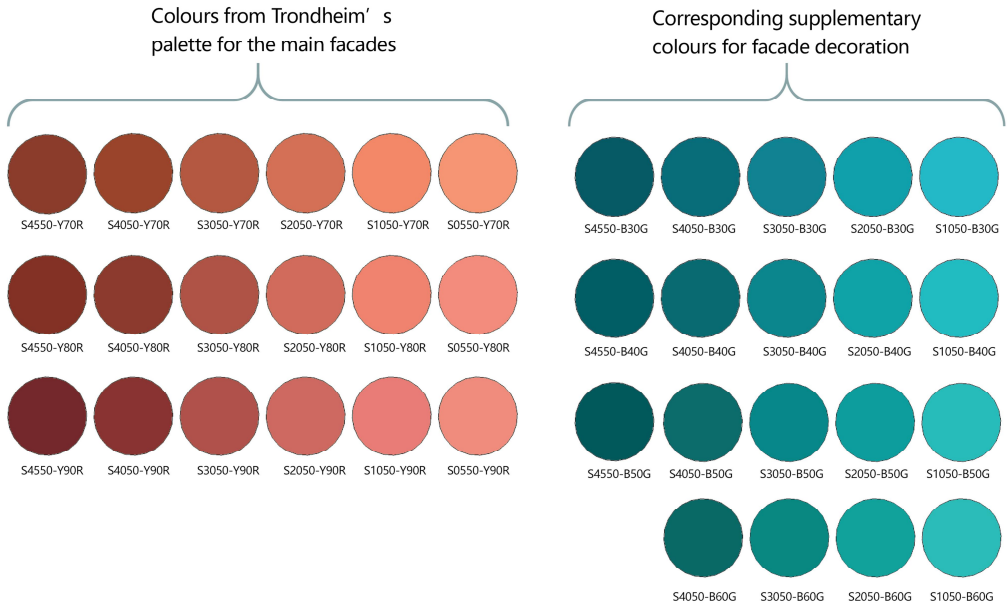 Colours from Trondheim's
palette for the main facades
Corresponding supplementary
colours for facade decoration
S4550-Y70R S4050-Y70R S3050-Y70R S2050-Y70R S1050-Y70R S0550-Y70R
S4550-B30G S4050-B30G S3050-B30G S2050-B30G S1050-B30G
S4550-Y80R S4050-Y80R S3050-Y80R S2050-Y80R S1050-Y80R S0550-Y80R
S4550-B40G S4050-B40G S3050-B40G S2050-B40G S1050-B40G
S4550-Y90R S4050-Y90R S3050-Y90R S2050-Y90R S1050-Y90R S0550-Y90R
S4550-B50G S4050-B50G S3050-B50G S2050-B50G S1050-B50G
S4050-B60G S3050-B60G S2050-B60G S1050-B60G